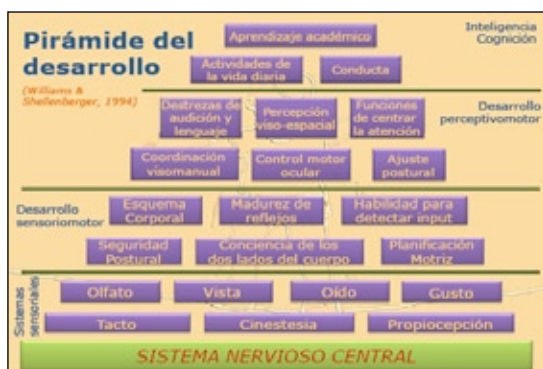 Pirámide del
desarrollo
(Williams &
Shellenberger, 1994)
Inteligencia
Cognición
Aprendizaje académico
Actividades de
la vida diaria
Conducta
Destrezas de
audición y
lenguaje
Percepción
viso-espacial
Funciones
de centrar
la atención
Desarrollo
perceptivomotor
Coordinación
visomanual
Control motor
ocular
Ajuste
postural
Desarrollo
sensoriomotor
Esquema
Corporal
Madurez de
reflejos
Habilidad para
detectar input
Seguridad
Postural
Conciencia de los
dos lados del cuerpo
Planificación
Motriz
Sistemas
sensoriales
Olfato
Vista
Oído
Gusto
Tacto
Cinestesia
Propiocepción
SISTEMA NERVIOSO CENTRAL